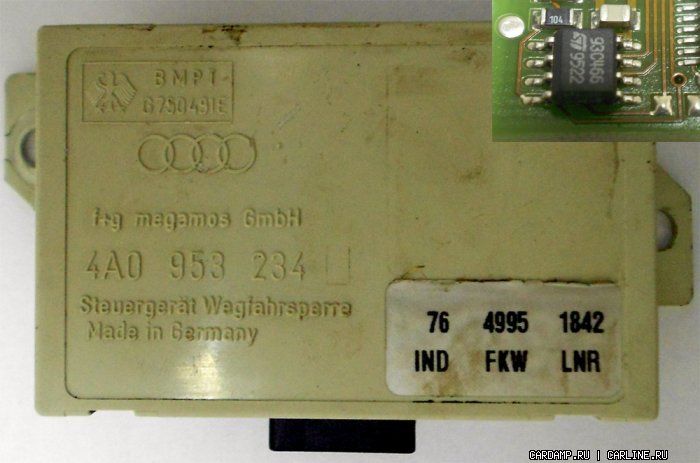 BMPT
G750491E
f+g megamos GmbH
4A0 953 234
Steuergerät Wegfahrsperre
Made in Germany
76 4995 1842
IND FKW LNR
104
93C46
9522
CARDAMP.RU | CARLINE.RU